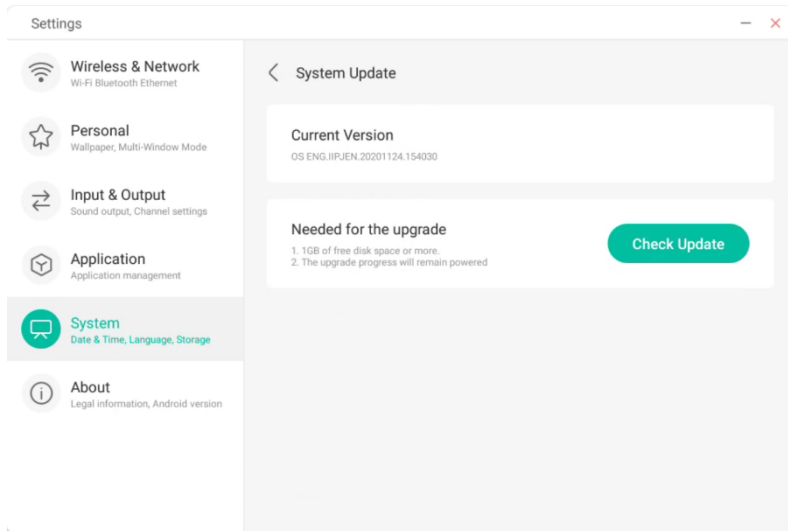 Settings
Wireless & Network
Wi-Fi Bluetooth Ethernet
Personal
Wallpaper, Multi-Window Mode
Input & Output
Sound output, Channel settings
Application
Application management
System
Date & Time, Language, Storage
About
Legal information, Android version
System Update
Current Version
OS ENG.IIPJEN.20201124.154030
Needed for the upgrade
1. 1GB of free disk space or more.
2. The upgrade progress will remain powered
Check Update